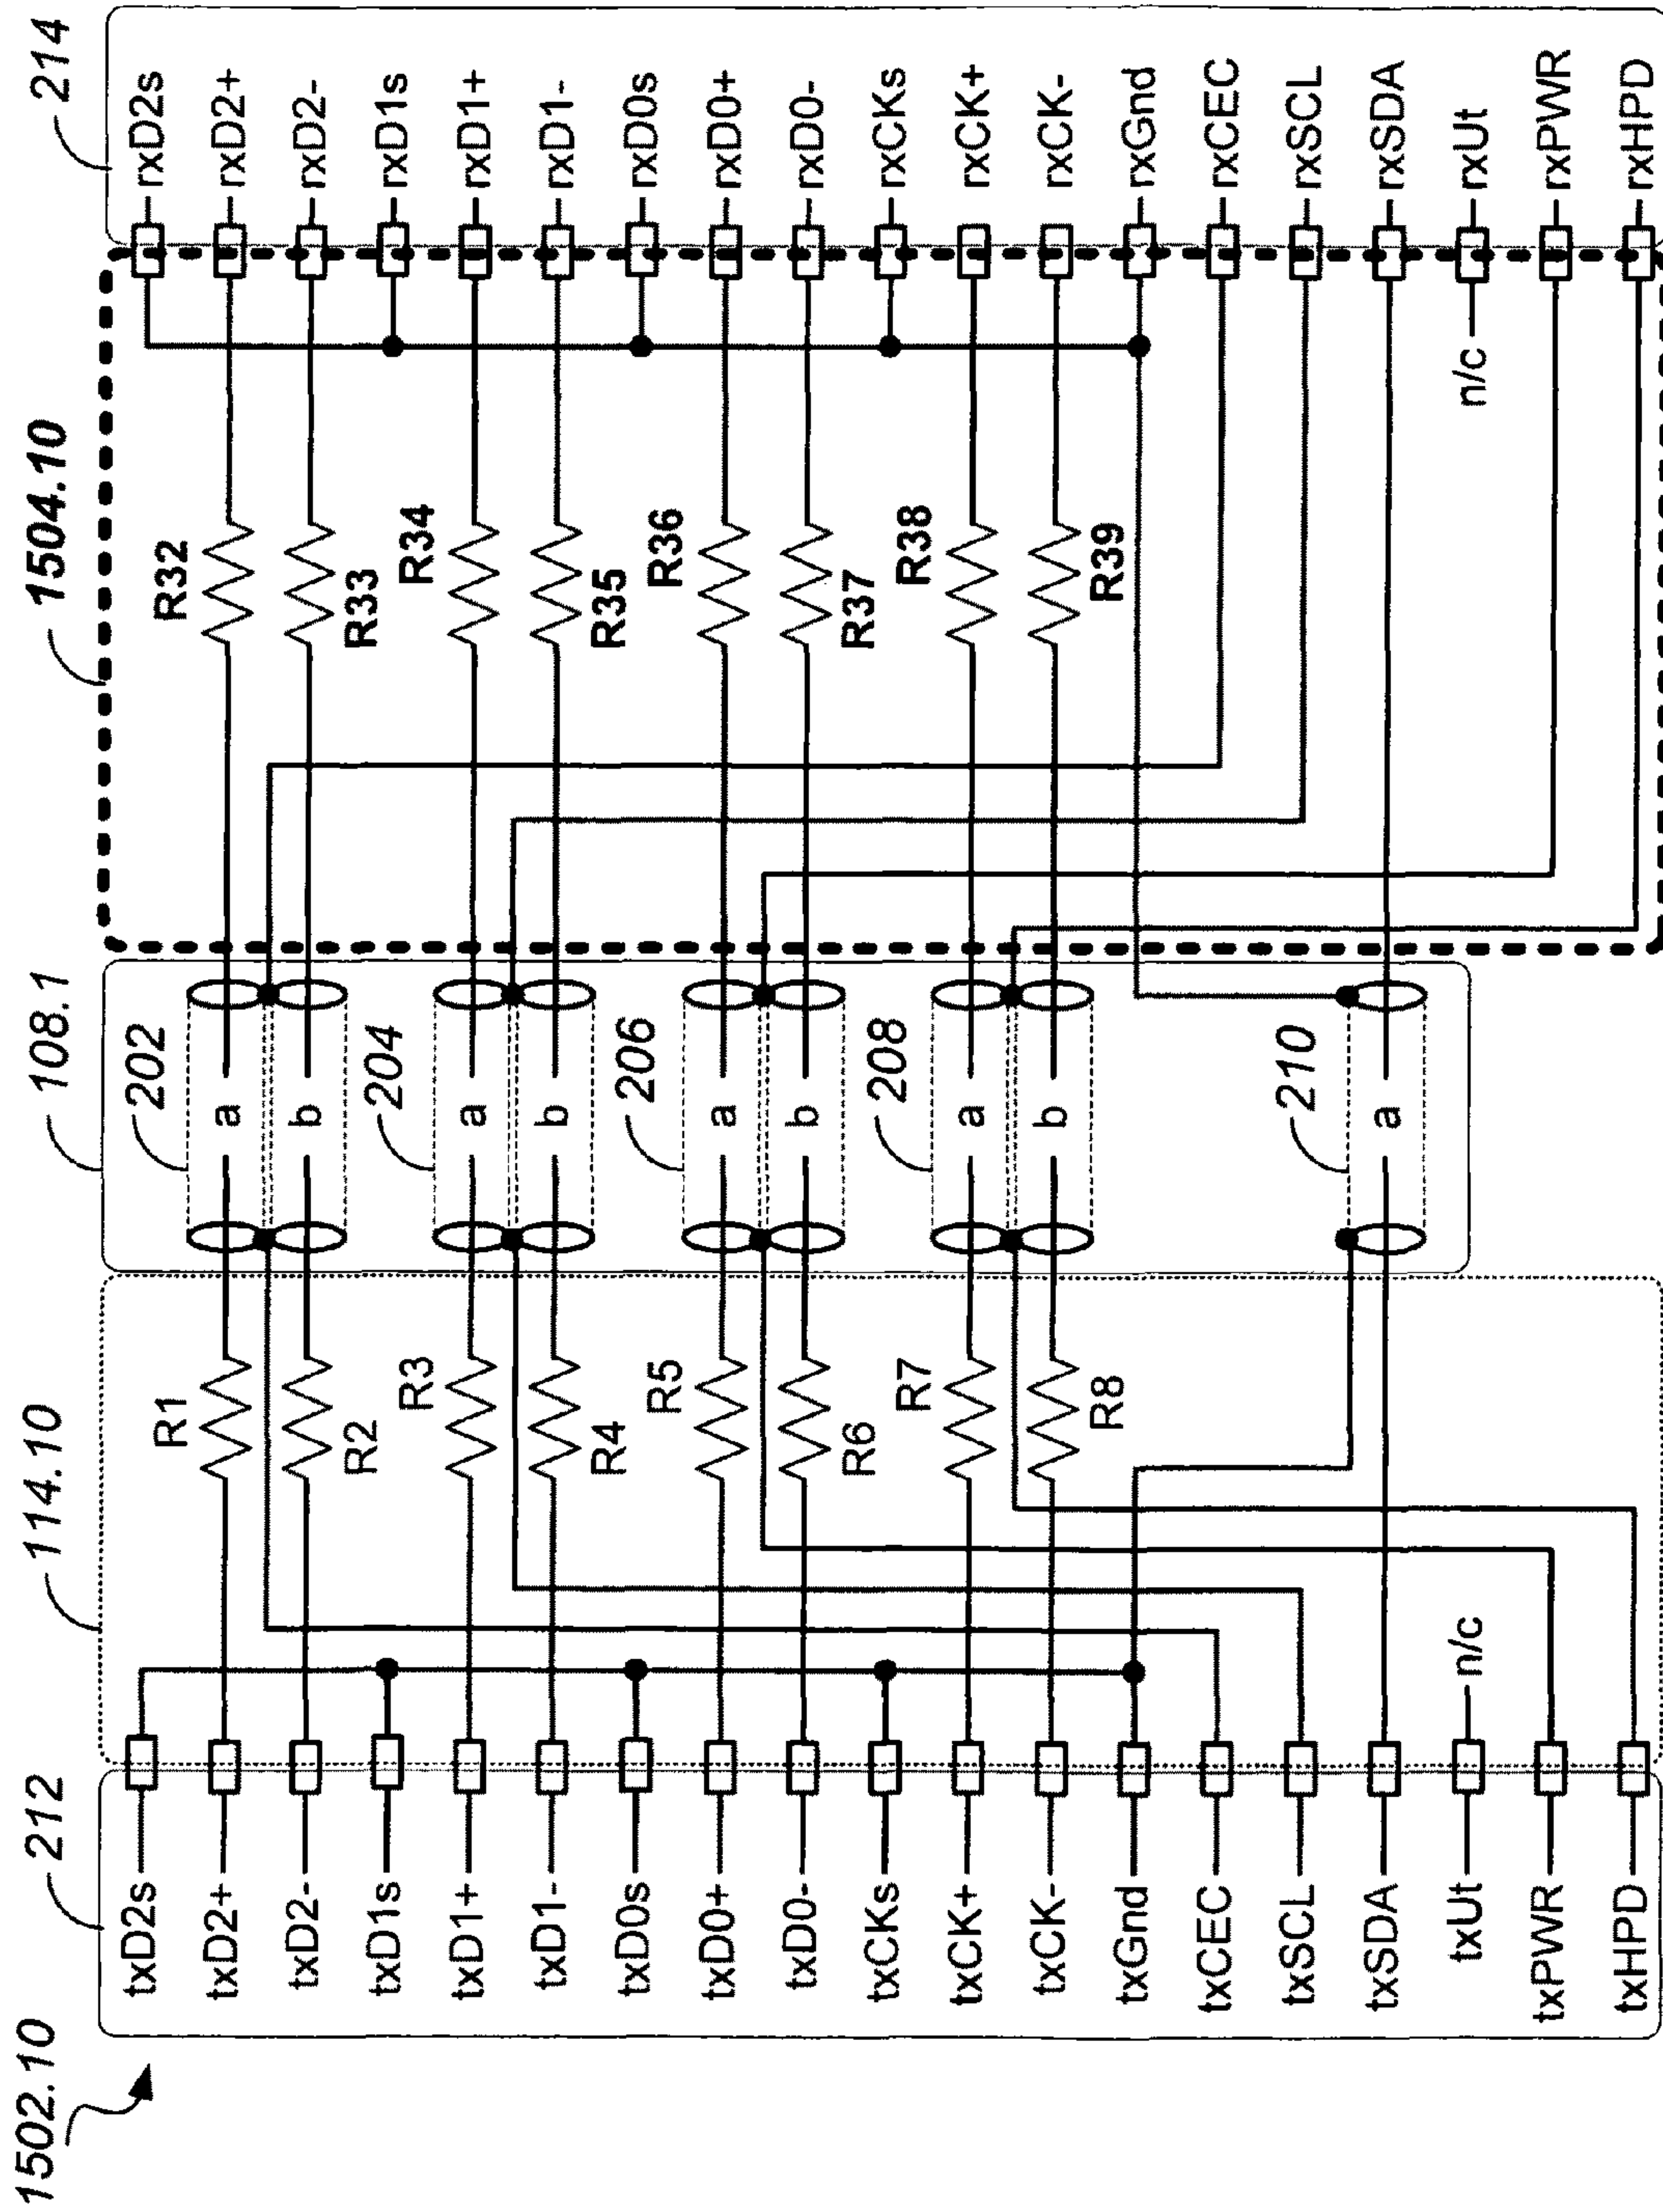 1502.10
212
114.10
108.1
1504.10
214
txD2s
txD2+
txD2-
txD1s
txD1+
txD1-
txD0s
txD0+
txD0-
txCKs
txCK+
txCK-
txGnd
txCEC
txSCL
txSDA
txUt
txPWR
txHPD
n/c
R1
R2
R3
R4
R5
R6
R7
R8
202
a
b
204
a
b
206
a
b
208
a
b
210
a
R32
R33
R34
R35
R36
R37
R38
R39
n/c
rxD2s
rxD2+
rxD2-
rxD1s
rxD1+
rxD1-
rxD0s
rxD0+
rxD0-
rxCKs
rxCK+
rxCK-
rxGnd
rxCEC
rxSCL
rxSDA
rxUt
rxPWR
rxHPD